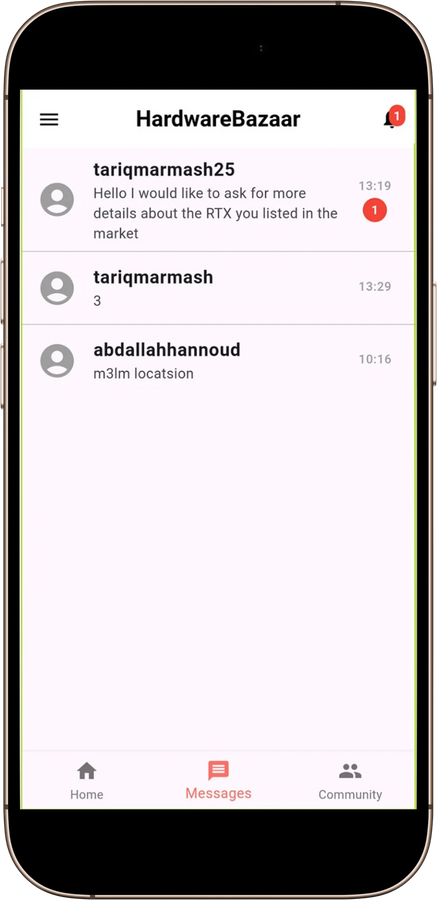 HardwareBazaar
1
tariqmarmash25
Hello I would like to ask for more
details about the RTX you listed in the
market
13:19
1
tariqmarmash
3
13:29
abdallahhannoud
m3lm locatsion
10:16
Home
Messages
Community